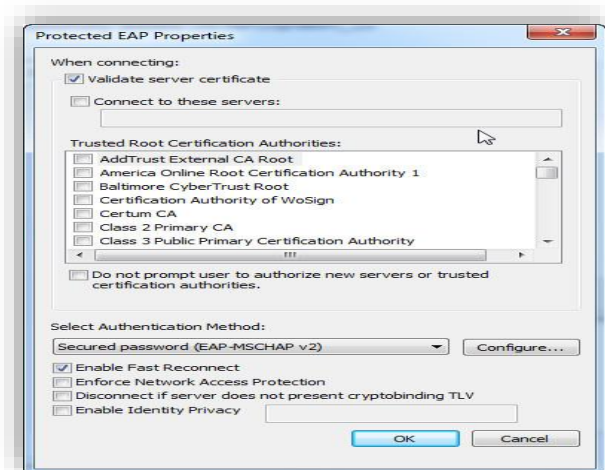 Protected EAP Properties
When connecting:
Validate server certificate
Connect to these servers:
Trusted Root Certification Authorities:
AddTrust External CA Root
America Online Root Certification Authority 1
Baltimore CyberTrust Root
Certification Authority of WoSign
Certum CA
Class 2 Primary CA
Class 3 Public Primary Certification Authority
Do not prompt user to authorize new servers or trusted
certification authorities.
Select Authentication Method:
Secured password (EAP-MSCHAP v2) Configure...
Enable Fast Reconnect
Enforce Network Access Protection
Disconnect if server does not present cryptobinding TLV
Enable Identity Privacy
OK Cancel